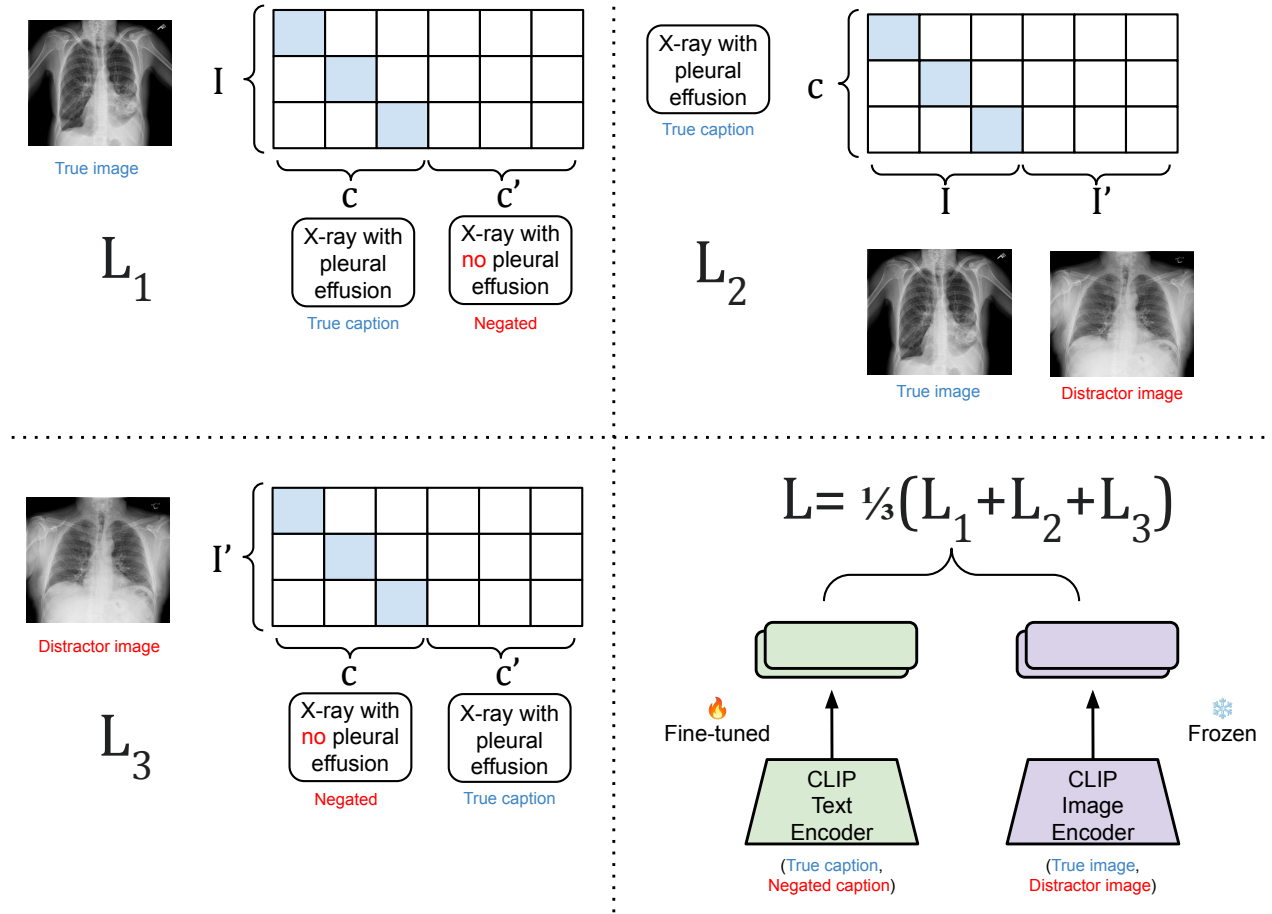 I
True image
c
c’
X-ray with
pleural
effusion
True caption
X-ray with
no pleural
effusion
Negated
L1
X-ray with
pleural
effusion
True caption
c
I
I’
L2
True image
Distractor image
I’
Distractor image
c
c’
X-ray with
no pleural
effusion
Negated
X-ray with
pleural
effusion
True caption
L3
L= ⅓(L1+L2+L3)
Fine-tuned
Frozen
CLIP
Text
Encoder
(True caption,
Negated caption)
CLIP
Image
Encoder
(True image,
Distractor image)